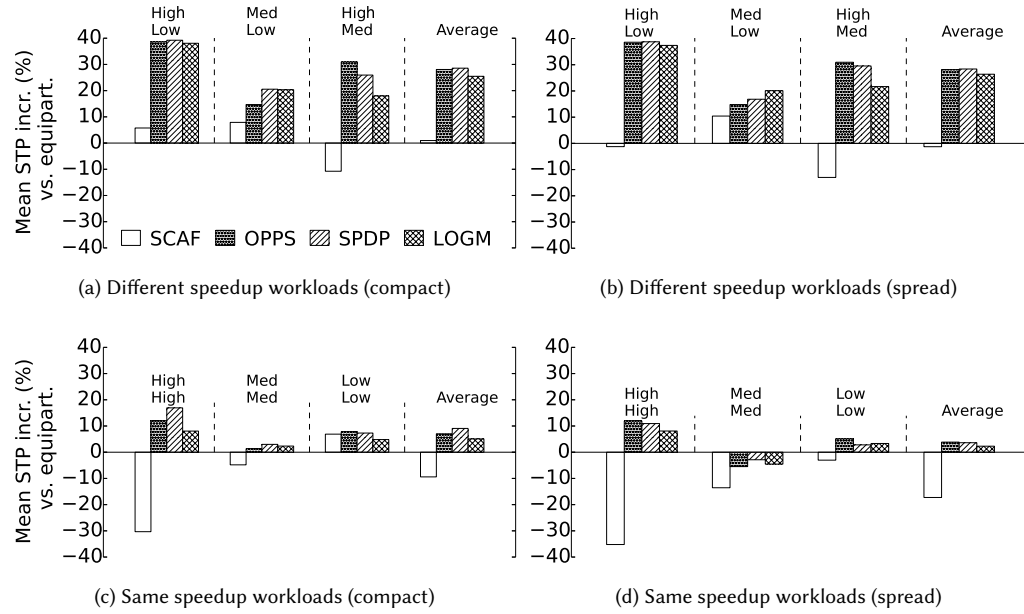 High
Low
Med
Low
High
Med
Average
40
30
20
10
0
−10
−20
−30
−40
Mean STP incr. (%)
vs. equipart.
SCAF OPPS SPDP LOGM
(a) Different speedup workloads (compact)
High
Low
Med
Low
High
Med
Average
40
30
20
10
0
−10
−20
−30
−40
(b) Different speedup workloads (spread)
40
30
20
10
0
−10
−20
−30
−40
Mean STP incr. (%)
vs. equipart.
High
High
Med
Med
Low
Low
Average
(c) Same speedup workloads (compact)
40
30
20
10
0
−10
−20
−30
−40
High
High
Med
Med
Low
Low
Average
(d) Same speedup workloads (spread)